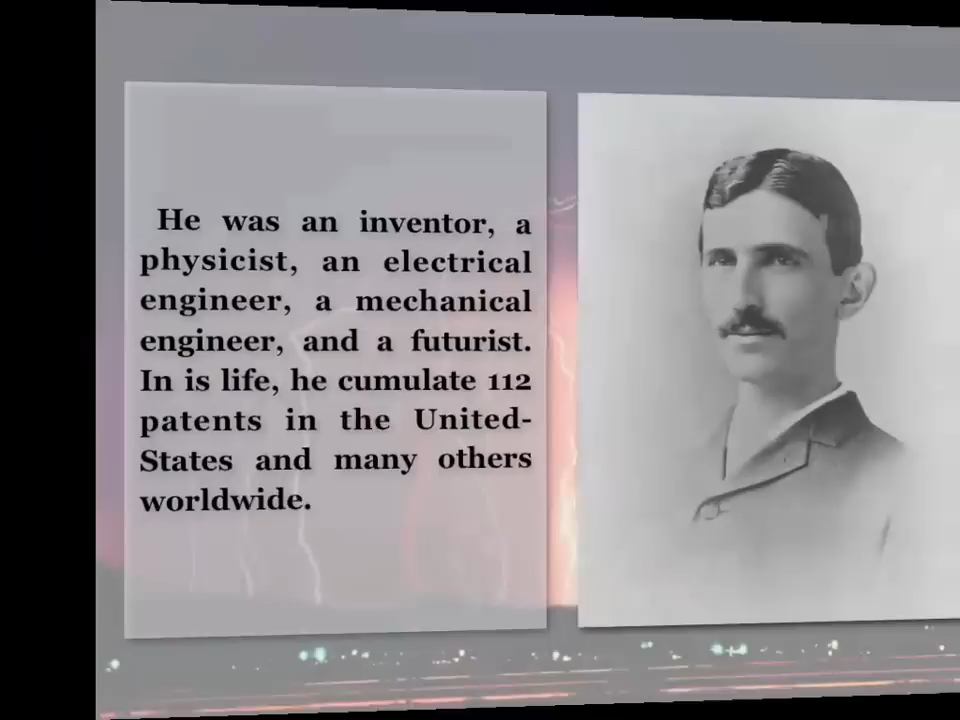 He was an inventor, a
physicist, an electrical
engineer, a mechanical
engineer, and a futurist.
In is life, he cumulate 112
patents in the United-
States and many others
worldwide.